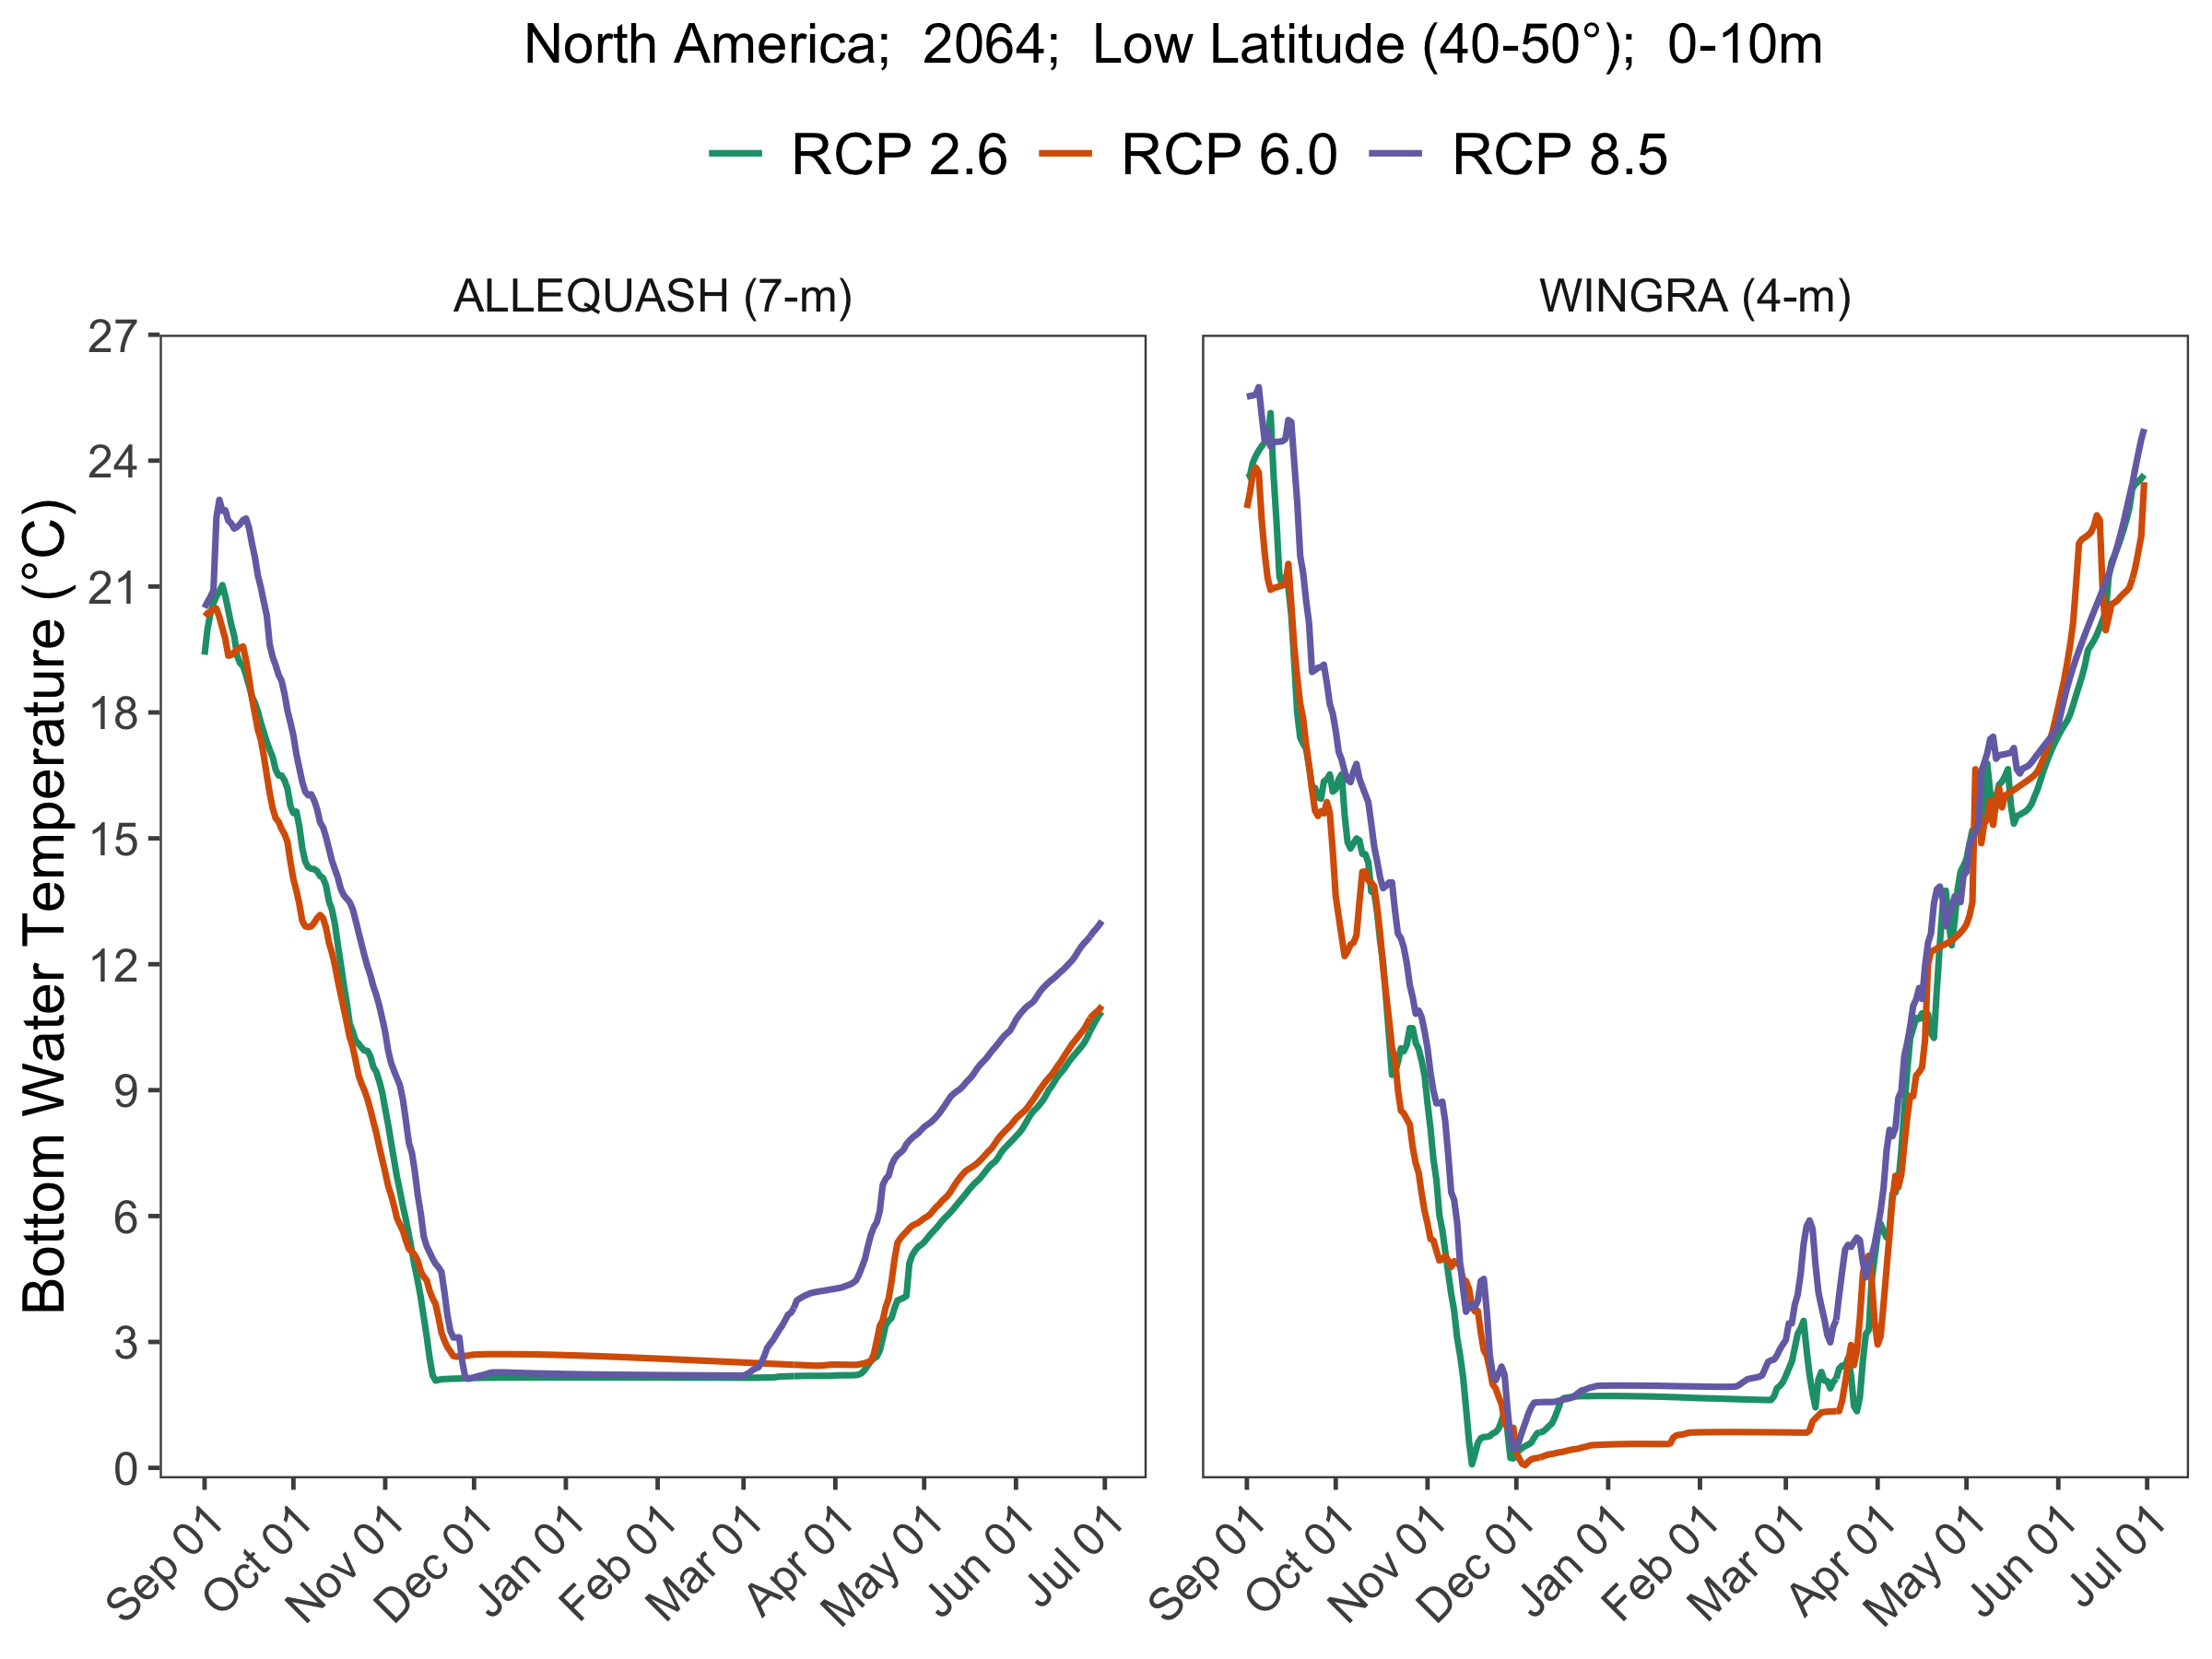 North America;  2064;  Low Latitude (40-50°);  0-10m
RCP 2.6 RCP 6.0 RCP 8.5
ALLEQUASH (7-m) WINGRA (4-m)
Bottom Water Temperature (°C)
27
24
21
18
15
12
9
6
3
0
Sep 01 Oct 01 Nov 01 Dec 01 Jan 01 Feb 01 Mar 01 Apr 01 May 01 Jun 01 Jul 01 Sep 01 Oct 01 Nov 01 Dec 01 Jan 01 Feb 01 Mar 01 Apr 01 May 01 Jun 01 Jul 01